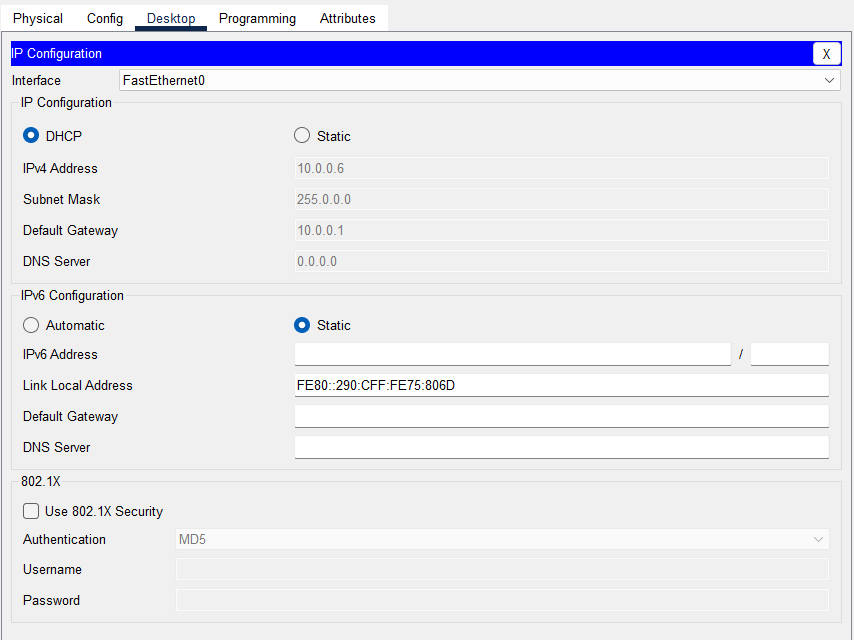 Physical Config Desktop Programming Attributes
IP Configuration X
Interface FastEthernet0
IP Configuration
DHCP Static
IPv4 Address 10.0.0.6
Subnet Mask 255.0.0.0
Default Gateway 10.0.0.1
DNS Server 0.0.0.0
IPv6 Configuration
Automatic Static
IPv6 Address /
Link Local Address FE80::290:CFF:FE75:806D
Default Gateway
DNS Server
802.1X
Use 802.1X Security
Authentication MD5
Username
Password